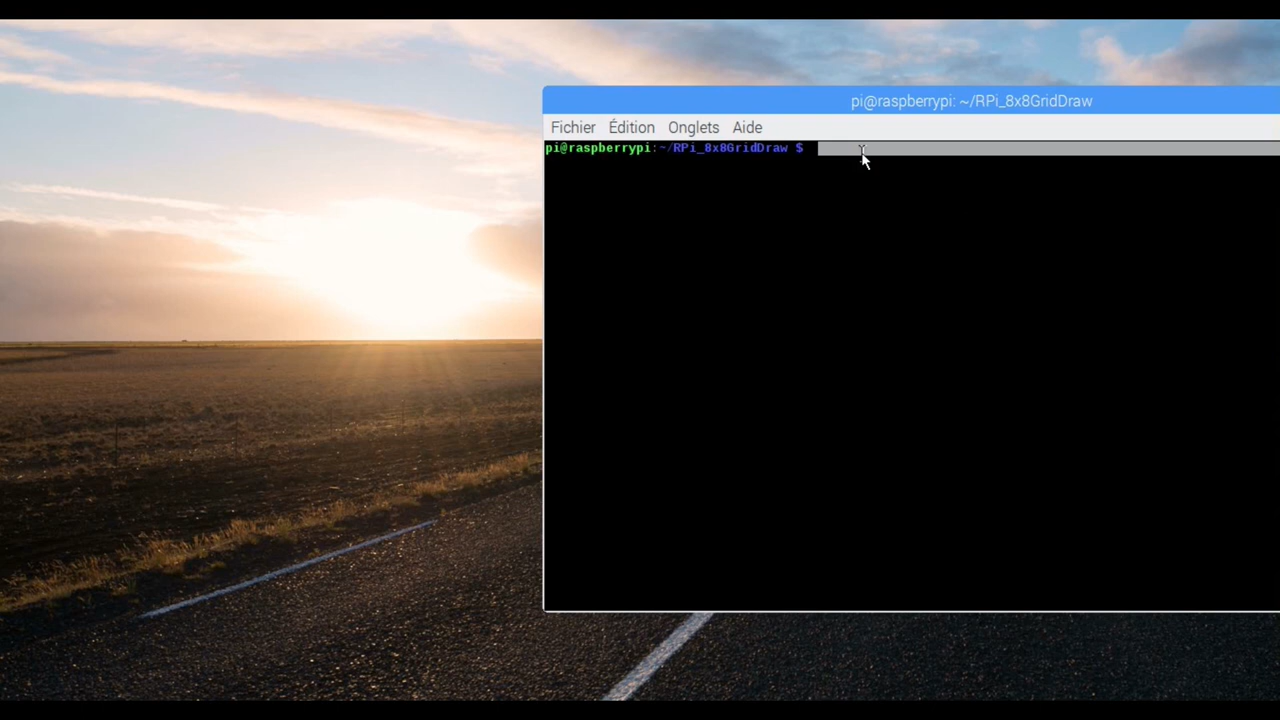 pi@raspberrypi: ~/RPi_8x8GridDraw
Fichier Édition Onglets Aide
pi@raspberrypi:~/RPi_8x8GridDraw $